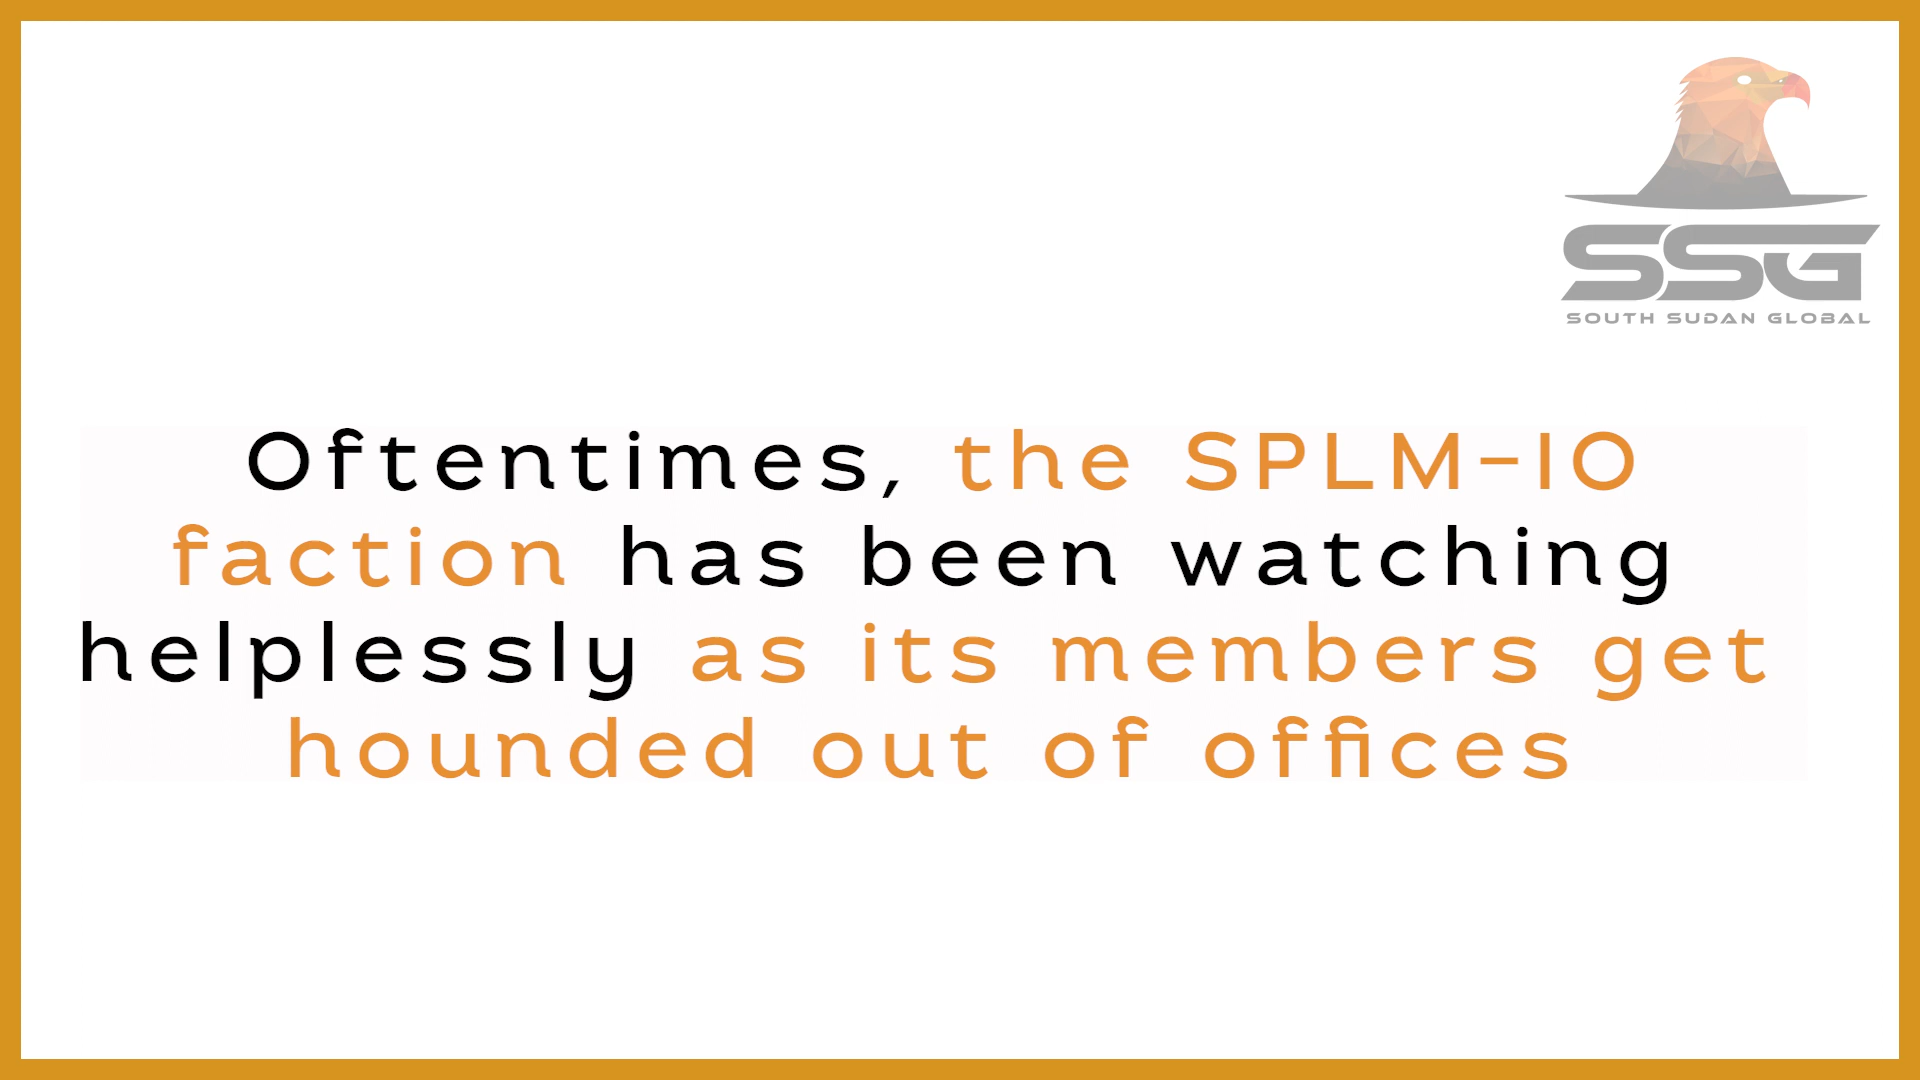 SSG
SOUTH SUDAN GLOBAL
Oftentimes, the SPLM-IO
faction has been watching
helplessly as its members get
hounded out of offices